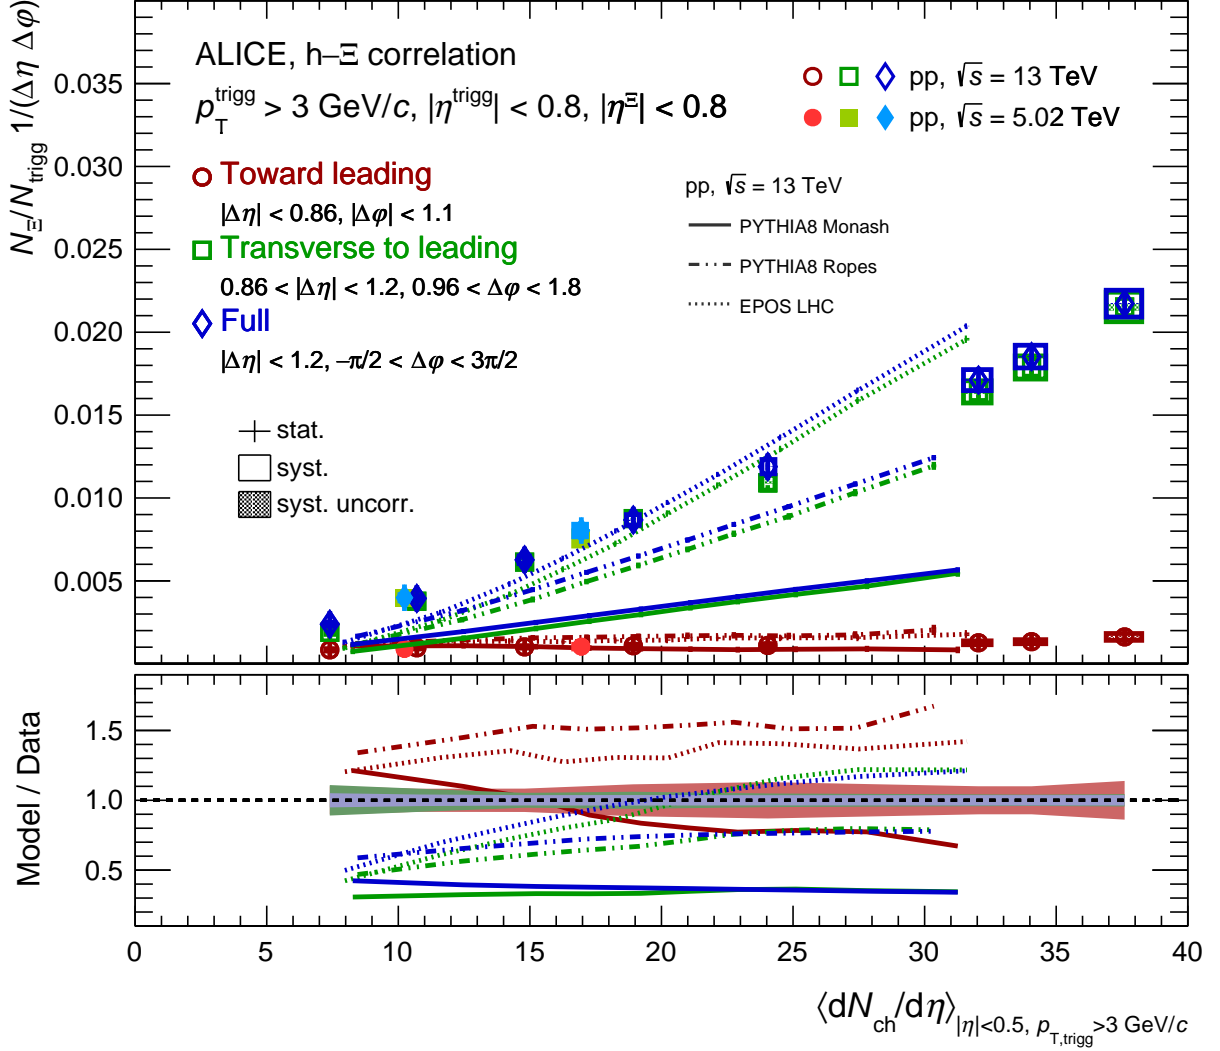 N_Ξ/N_trigg 1/(Δη Δφ)
0.035
0.030
0.025
0.020
0.015
0.010
0.005
ALICE, h–Ξ correlation
p_T^trigg > 3 GeV/c, |η^trigg| < 0.8, |η^Ξ| < 0.8
pp, √s = 13 TeV
pp, √s = 5.02 TeV
Toward leading
|Δη| < 0.86, |Δφ| < 1.1
Transverse to leading
0.86 < |Δη| < 1.2, 0.96 < Δφ < 1.8
Full
|Δη| < 1.2, –π/2 < Δφ < 3π/2
pp, √s = 13 TeV
PYTHIA8 Monash
PYTHIA8 Ropes
EPOS LHC
stat.
syst.
syst. uncorr.
Model / Data
1.5
1.0
0.5
0 5 10 15 20 25 30 35 40
⟨dN_ch/dη⟩_|η|<0.5, p_T,trigg>3 GeV/c